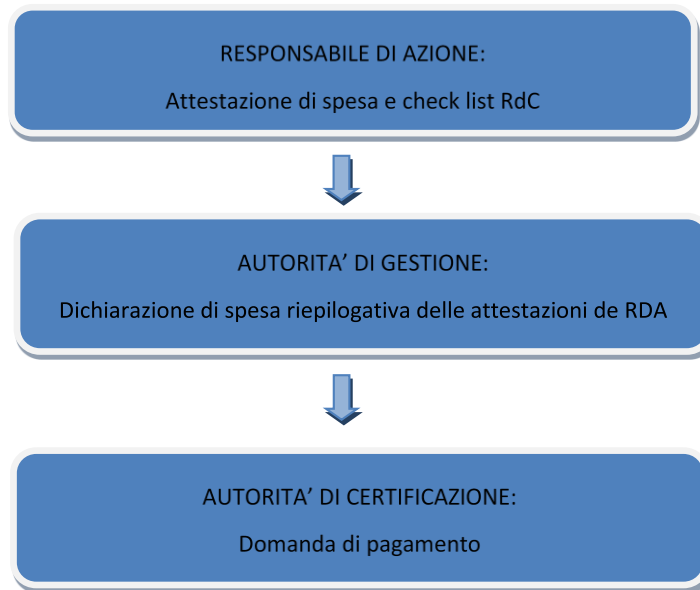 RESPONSABILE DI AZIONE:
Attestazione di spesa e check list RdC
AUTORITA’ DI GESTIONE:
Dichiarazione di spesa riepilogativa delle attestazioni de RDA
AUTORITA’ DI CERTIFICAZIONE:
Domanda di pagamento